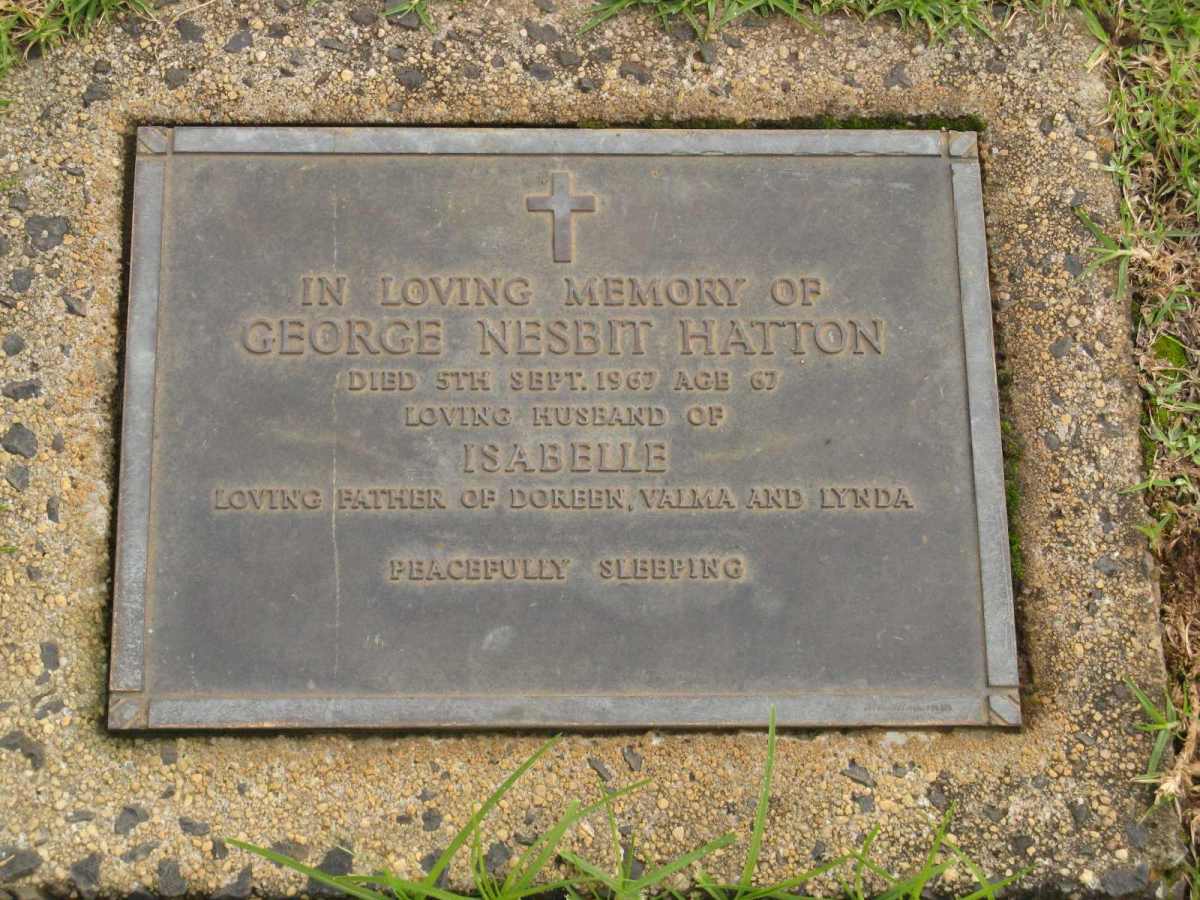 IN LOVING MEMORY OF
GEORGE NESBIT HATTON
DIED 5TH SEPT. 1967 AGE 67
LOVING HUSBAND OF
ISABELLE
LOVING FATHER OF DOREEN, VALMA AND LYNDA
PEACEFULLY SLEEPING